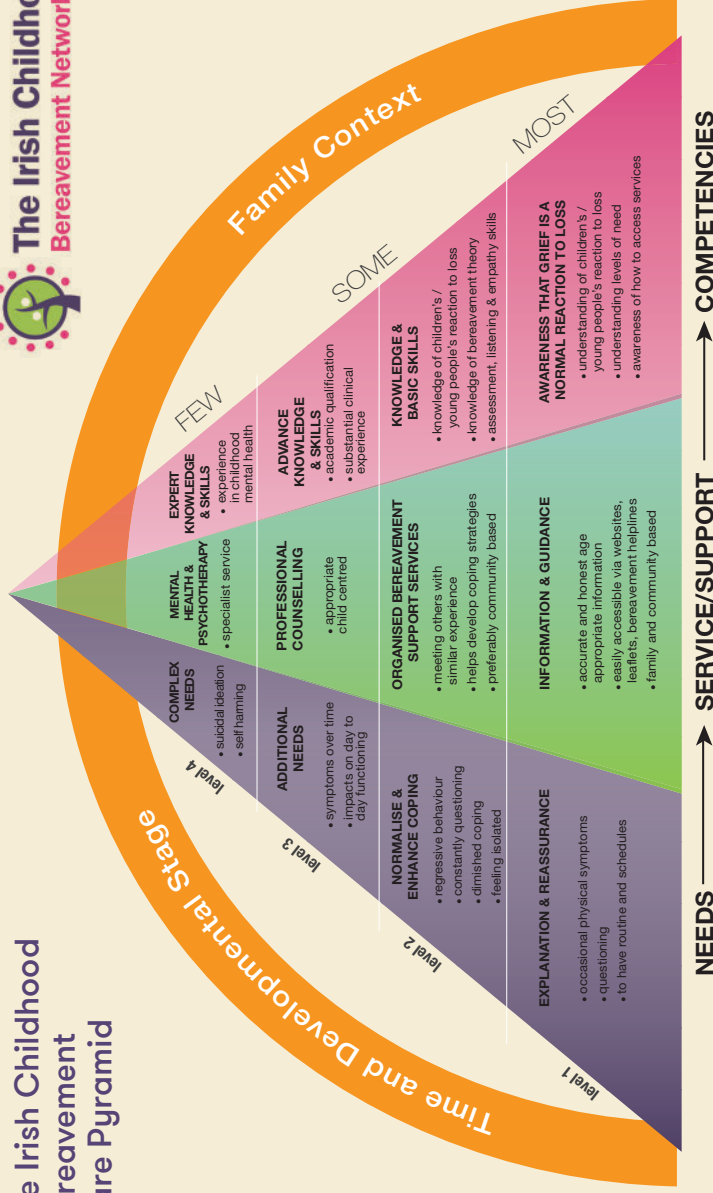 e Irish Childhood
reavement
are Pyramid
The Irish Childho
Bereavement Networ
Time and Developmental Stage
Family Context
FEW
SOME
MOST
level 4
COMPLEX
NEEDS
• suicidal ideation
• self harming
MENTAL
HEALTH &
PSYCHOTHERAPY
• specialist service
EXPERT
KNOWLEDGE
& SKILLS
• experience
in childhood
mental health
level 3
ADDITIONAL
NEEDS
• symptoms over time
• impacts on day to
day functioning
PROFESSIONAL
COUNSELLING
• appropriate
child centred
ADVANCE
KNOWLEDGE
& SKILLS
• academic qualification
• substantial clinical
experience
level 2
NORMALISE &
ENHANCE COPING
• regressive behaviour
• constantly questioning
• dimished coping
• feeling isolated
ORGANISED BEREAVEMENT
SUPPORT SERVICES
• meeting others with
similar experience
• helps develop coping strategies
• preferably community based
KNOWLEDGE &
BASIC SKILLS
• knowledge of children's /
young people's reaction to loss
• knowledge of bereavement theory
• assessment, listening & empathy skills
level 1
EXPLANATION & REASSURANCE
• occasional physical symptoms
• questioning
• to have routine and schedules
INFORMATION & GUIDANCE
• accurate and honest age
appropriate information
• easily accessible via websites,
leaflets, bereavement helplines
• family and community based
AWARENESS THAT GRIEF IS A
NORMAL REACTION TO LOSS
• understanding of children's /
young people's reaction to loss
• understanding levels of need
• awareness of how to access services
NEEDS
SERVICE/SUPPORT
COMPETENCIES